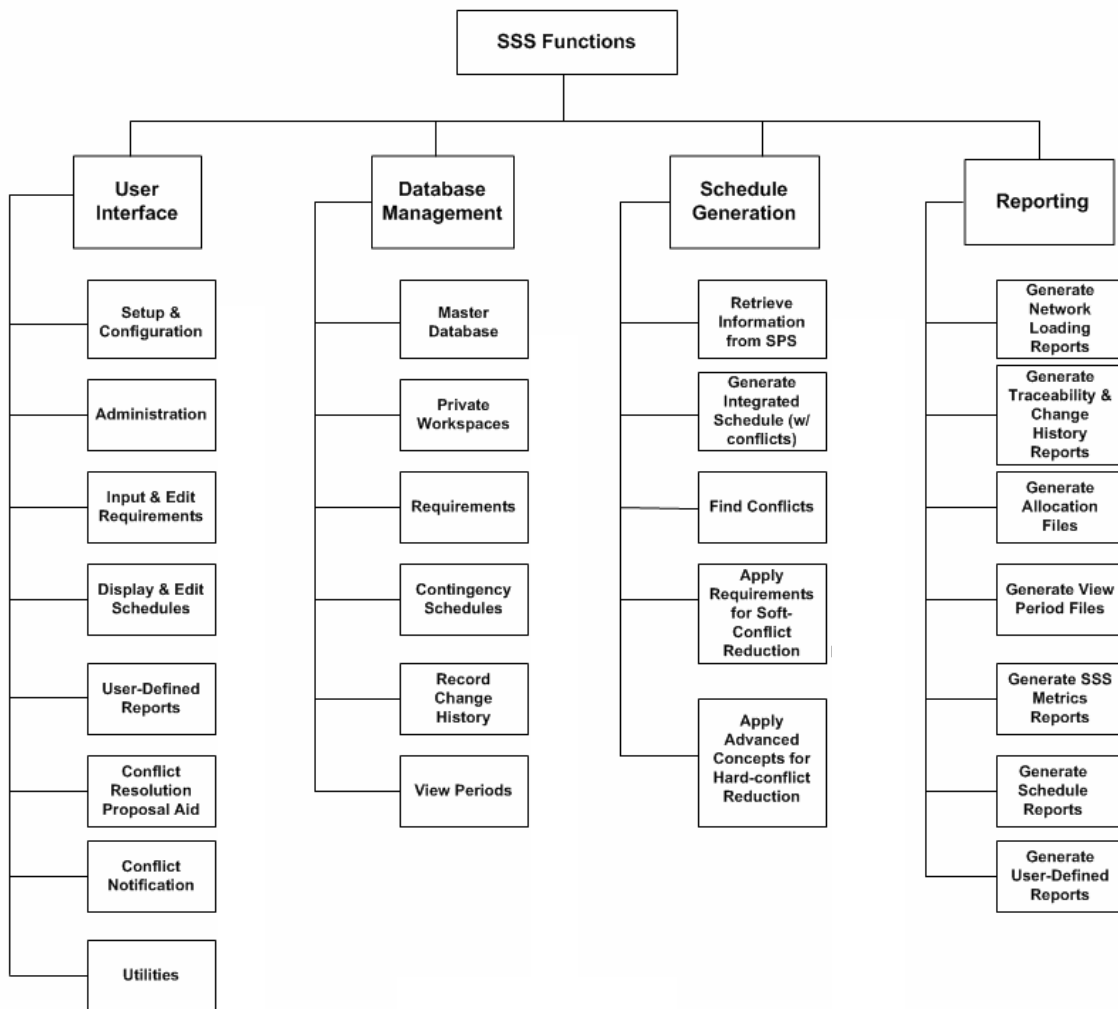 SSS Functions
User
Interface
Setup &
Configuration
Administration
Input & Edit
Requirements
Display & Edit
Schedules
User-Defined
Reports
Conflict
Resolution
Proposal Aid
Conflict
Notification
Utilities
Database
Management
Master
Database
Private
Workspaces
Requirements
Contingency
Schedules
Record
Change
History
View Periods
Schedule
Generation
Retrieve
Information
from SPS
Generate
Integrated
Schedule (w/
conflicts)
Find Conflicts
Apply
Requirements
for Soft-
Conflict
Reduction
Apply
Advanced
Concepts for
Hard-conflict
Reduction
Reporting
Generate
Network
Loading
Reports
Generate
Traceability &
Change
History
Reports
Generate
Allocation
Files
Generate View
Period Files
Generate SSS
Metrics
Reports
Generate
Schedule
Reports
Generate
User-Defined
Reports